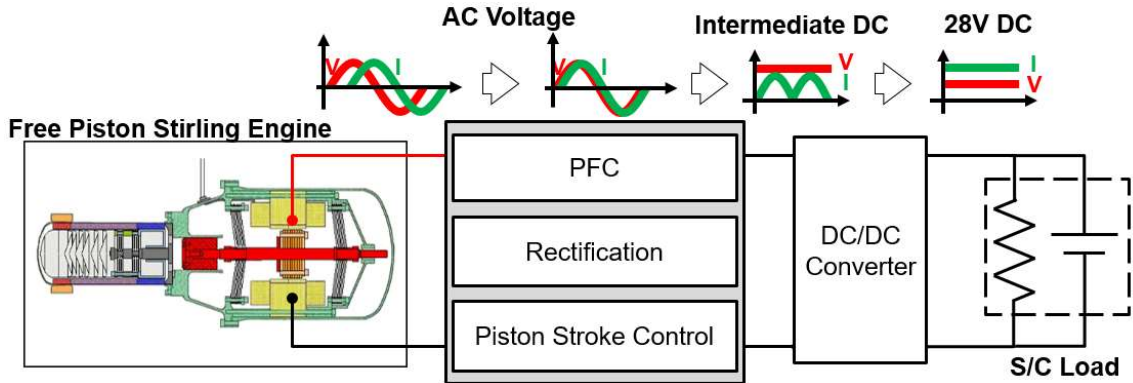 AC Voltage
Intermediate DC
28V DC
V
I
V
I
V
I
I
V
Free Piston Stirling Engine
PFC
Rectification
Piston Stroke Control
DC/DC
Converter
S/C Load